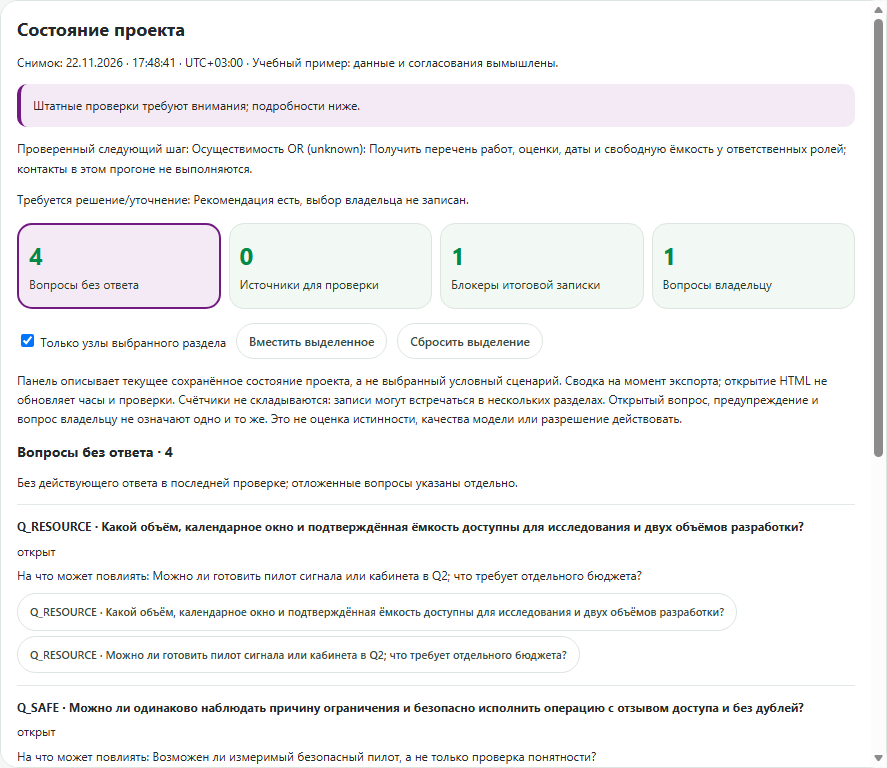 Состояние проекта
Снимок: 22.11.2026 · 17:48:41 · UTC+03:00 · Учебный пример: данные и согласования вымышлены.
Штатные проверки требуют внимания; подробности ниже.
Проверенный следующий шаг: Осуществимость OR (unknown): Получить перечень работ, оценки, даты и свободную ёмкость у ответственных ролей;
контакты в этом прогоне не выполняются.
Требуется решение/уточнение: Рекомендация есть, выбор владельца не записан.
4
Вопросы без ответа
0
Источники для проверки
1
Блокеры итоговой записки
1
Вопросы владельцу
Только узлы выбранного раздела
Вместить выделенное
Сбросить выделение
Панель описывает текущее сохранённое состояние проекта, а не выбранный условный сценарий. Сводка на момент экспорта; открытие HTML не
обновляет часы и проверки. Счётчики не складываются: записи могут встречаться в нескольких разделах. Открытый вопрос, предупреждение и
вопрос владельцу не означают одно и то же. Это не оценка истинности, качества модели или разрешение действовать.
Вопросы без ответа · 4
Без действующего ответа в последней проверке; отложенные вопросы указаны отдельно.
Q_RESOURCE · Какой объём, календарное окно и подтверждённая ёмкость доступны для исследования и двух объёмов разработки?
открыт
На что может повлиять: Можно ли готовить пилот сигнала или кабинета в Q2; что требует отдельного бюджета?
Q_RESOURCE · Какой объём, календарное окно и подтверждённая ёмкость доступны для исследования и двух объёмов разработки?
Q_RESOURCE · Можно ли готовить пилот сигнала или кабинета в Q2; что требует отдельного бюджета?
Q_SAFE · Можно ли одинаково наблюдать причину ограничения и безопасно исполнить операцию с отзывом доступа и без дублей?
открыт
На что может повлиять: Возможен ли измеримый безопасный пилот, а не только проверка понятности?